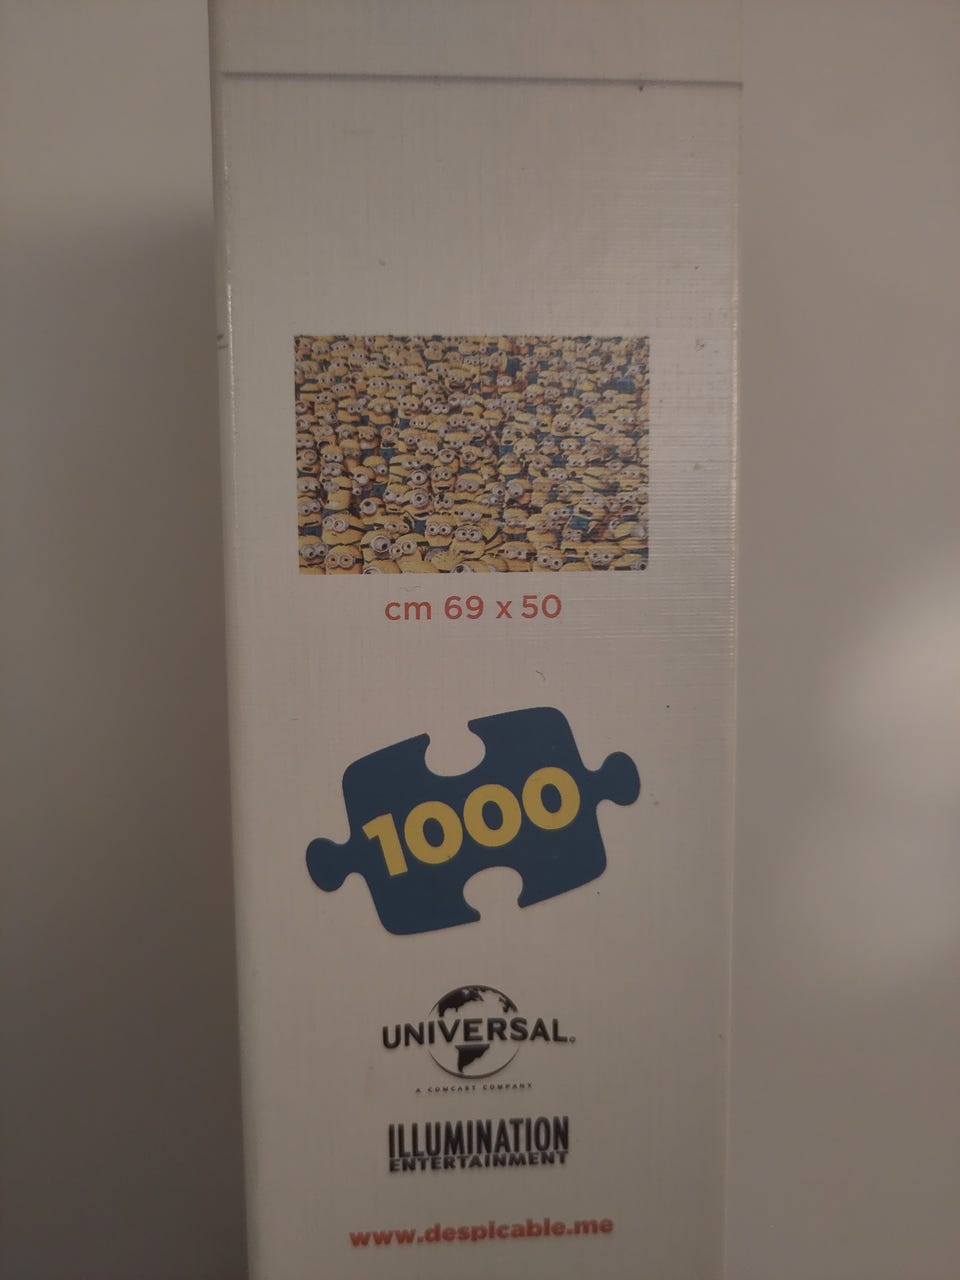 cm 69 x 50
1000
UNIVERSAL
A COMCAST COMPANY
ILLUMINATION
ENTERTAINMENT
www.despicable.me